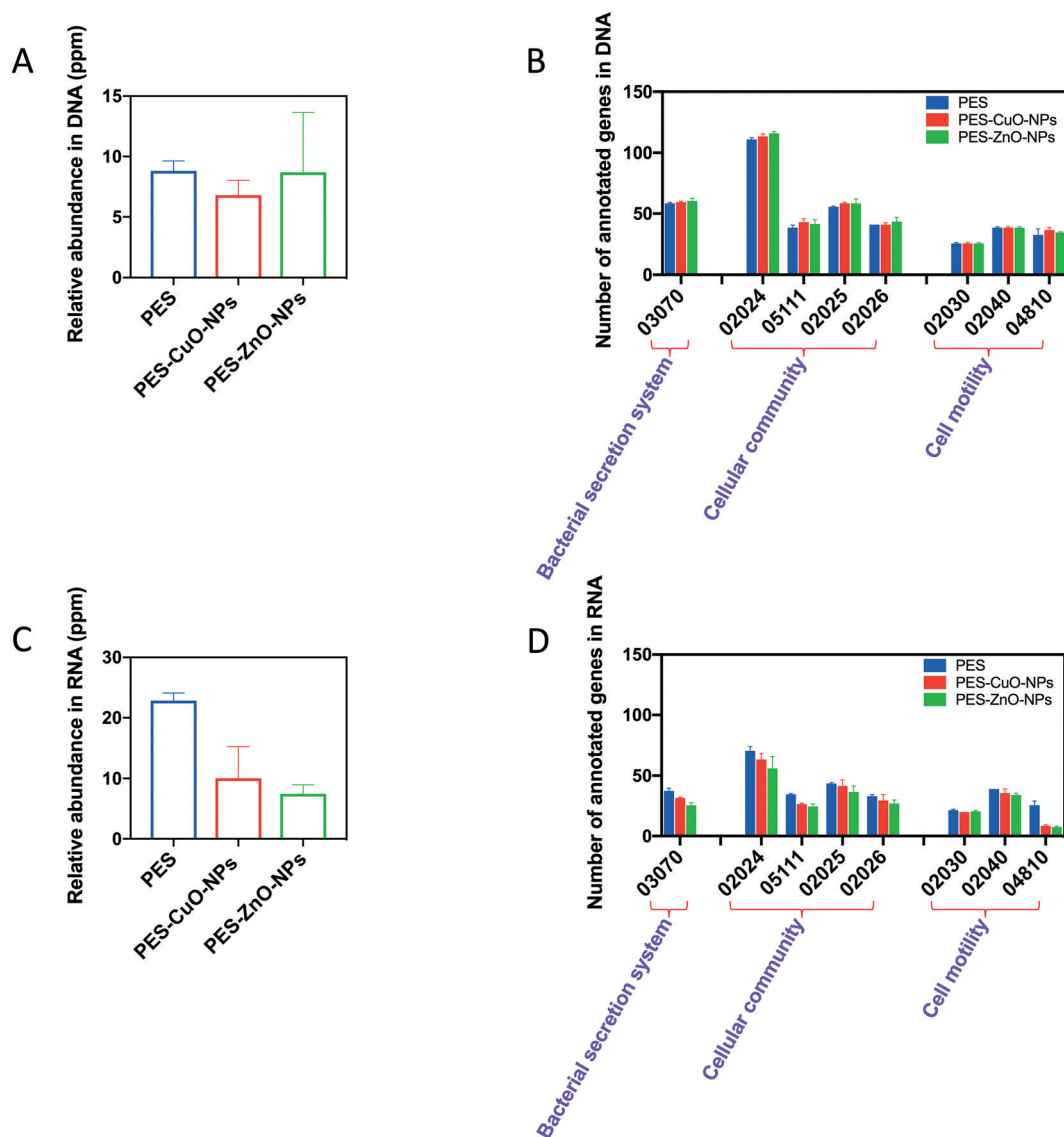 A
Relative abundance in DNA (ppm)
15
10
5
0
PES
PES-CuO-NPs
PES-ZnO-NPs
B
Number of annotated genes in DNA
150
100
50
0
PES
PES-CuO-NPs
PES-ZnO-NPs
03070
02024
05111
02025
02026
02030
02040
04810
Bacterial secretion system
Cellular community
Cell motility
C
Relative abundance in RNA (ppm)
30
20
10
0
PES
PES-CuO-NPs
PES-ZnO-NPs
D
Number of annotated genes in RNA
150
100
50
0
PES
PES-CuO-NPs
PES-ZnO-NPs
03070
02024
05111
02025
02026
02030
02040
04810
Bacterial secretion system
Cellular community
Cell motility